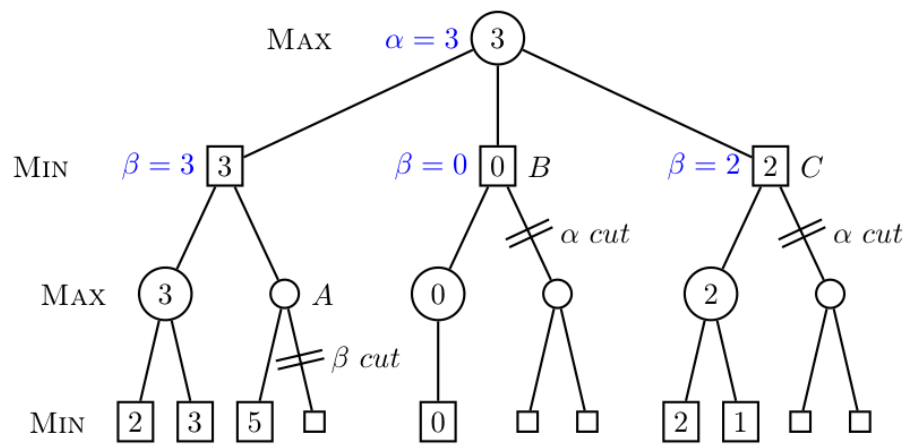 MAX α = 3 3
MIN β = 3 3 β = 0 0 B β = 2 2 C
α cut α cut
MAX 3 A 0 2
β cut
MIN 2 3 5 0 2 1